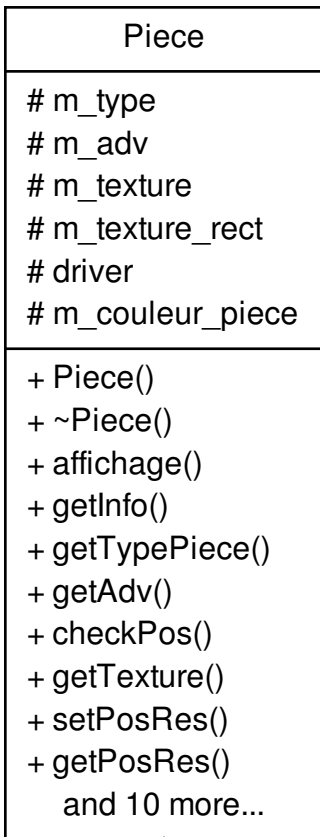 Piece
# m_type
# m_adv
# m_texture
# m_texture_rect
# driver
# m_couleur_piece
+ Piece()
+ ~Piece()
+ affichage()
+ getInfo()
+ getTypePiece()
+ getAdv()
+ checkPos()
+ getTexture()
+ setPosRes()
+ getPosRes()
and 10 more...